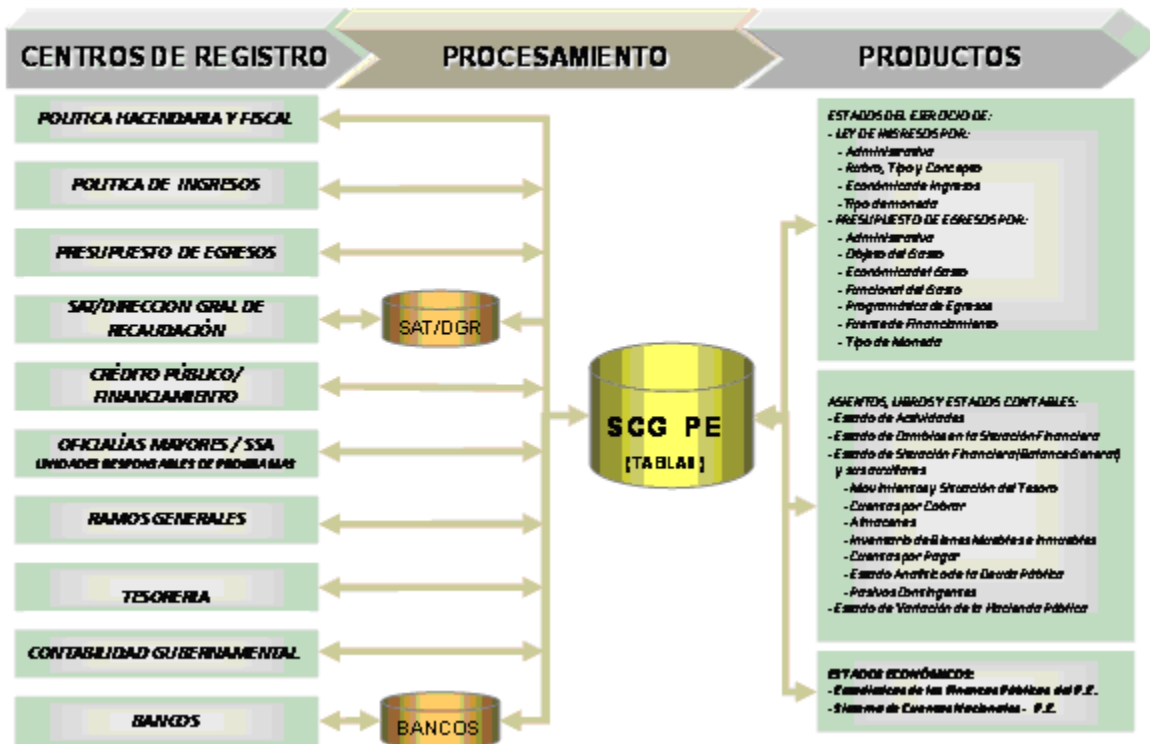 CENTROS DE REGISTRO
PROCESAMIENTO
PRODUCTOS
POLITICA HACENDARIA Y FISCAL
POLITICA DE INGRESOS
PRESUPUESTO DE EGRESOS
SAT/DIRECCION GRAL DE
RECAUDACIÓN
CRÉDITO PÚBLICO/
FINANCIAMIENTO
OFICIALÍAS MAYORES / SSA
UNIDADES RESPONSABLES DE PROGRAMAS
RAMOS GENERALES
TESORERIA
CONTABILIDAD GUBERNAMENTAL
BANCOS
SAT/DGR
BANCOS
SCG PE
(TABLAS)
ESTADOS DEL EJERCICIO DE:
- LEY DE INGRESOS POR:
- Administrativa
- Rubro, Tipo y Concepto
- Económica de Ingresos
- Tipo de moneda
- PRESUPUESTO DE EGRESOS POR:
- Administrativa
- Objeto del Gasto
- Económica del Gasto
- Funcional del Gasto
- Programática de Egresos
- Fuente de Financiamiento
- Tipo de Moneda
ASIENTOS, LIBROS Y ESTADOS CONTABLES:
- Estado de Actividades
- Estado de Cambios en la Situación Financiera
- Estado de Situación Financiera (Balance General)
y sus auxiliares
- Movimientos y Situación del Tesoro
- Cuentas por Cobrar
- Almacenes
- Inventario de Bienes Muebles e Inmuebles
- Cuentas por Pagar
- Estado Analítico de la Deuda Pública
- Pasivos Contingentes
- Estado de Variación de la Hacienda Pública
ESTADOS ECONÓMICOS:
- Estadísticas de las Finanzas Públicas del P.E.
- Sistema de Cuentas Nacionales - P.E.